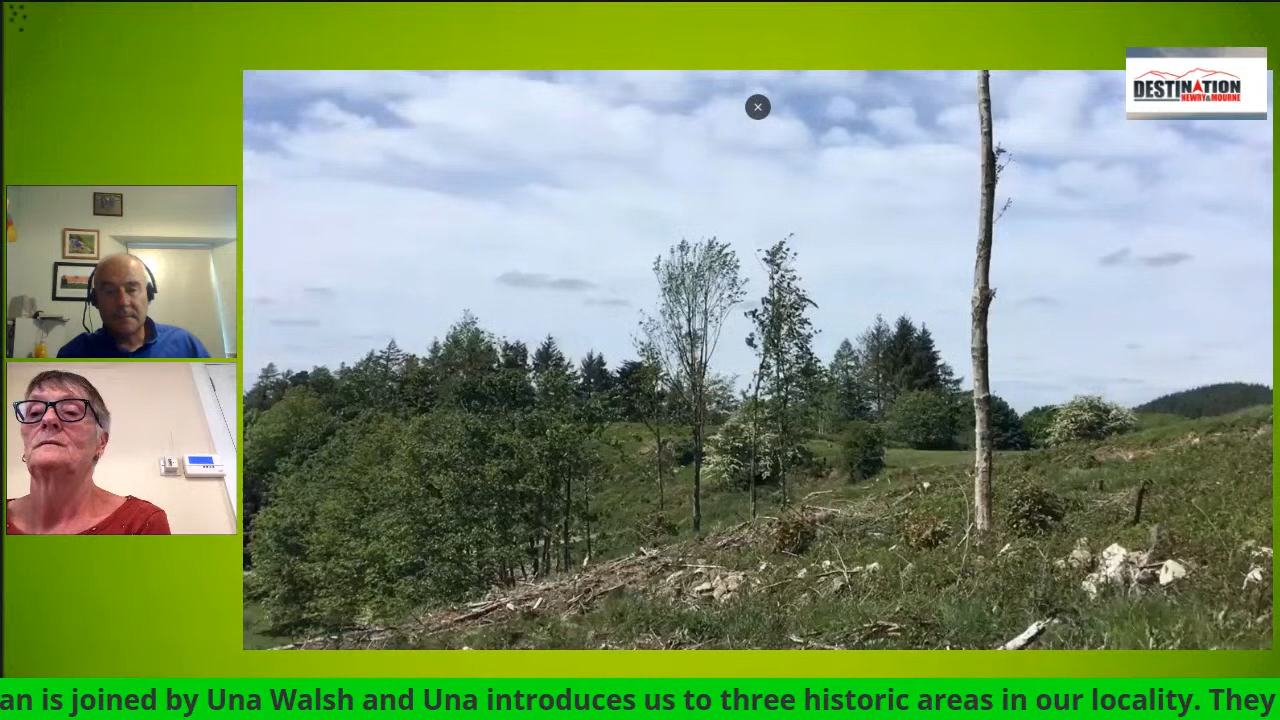 DESTINATION
NEWRY&MOURNE
an is joined by Una Walsh and Una introduces us to three historic areas in our locality. They